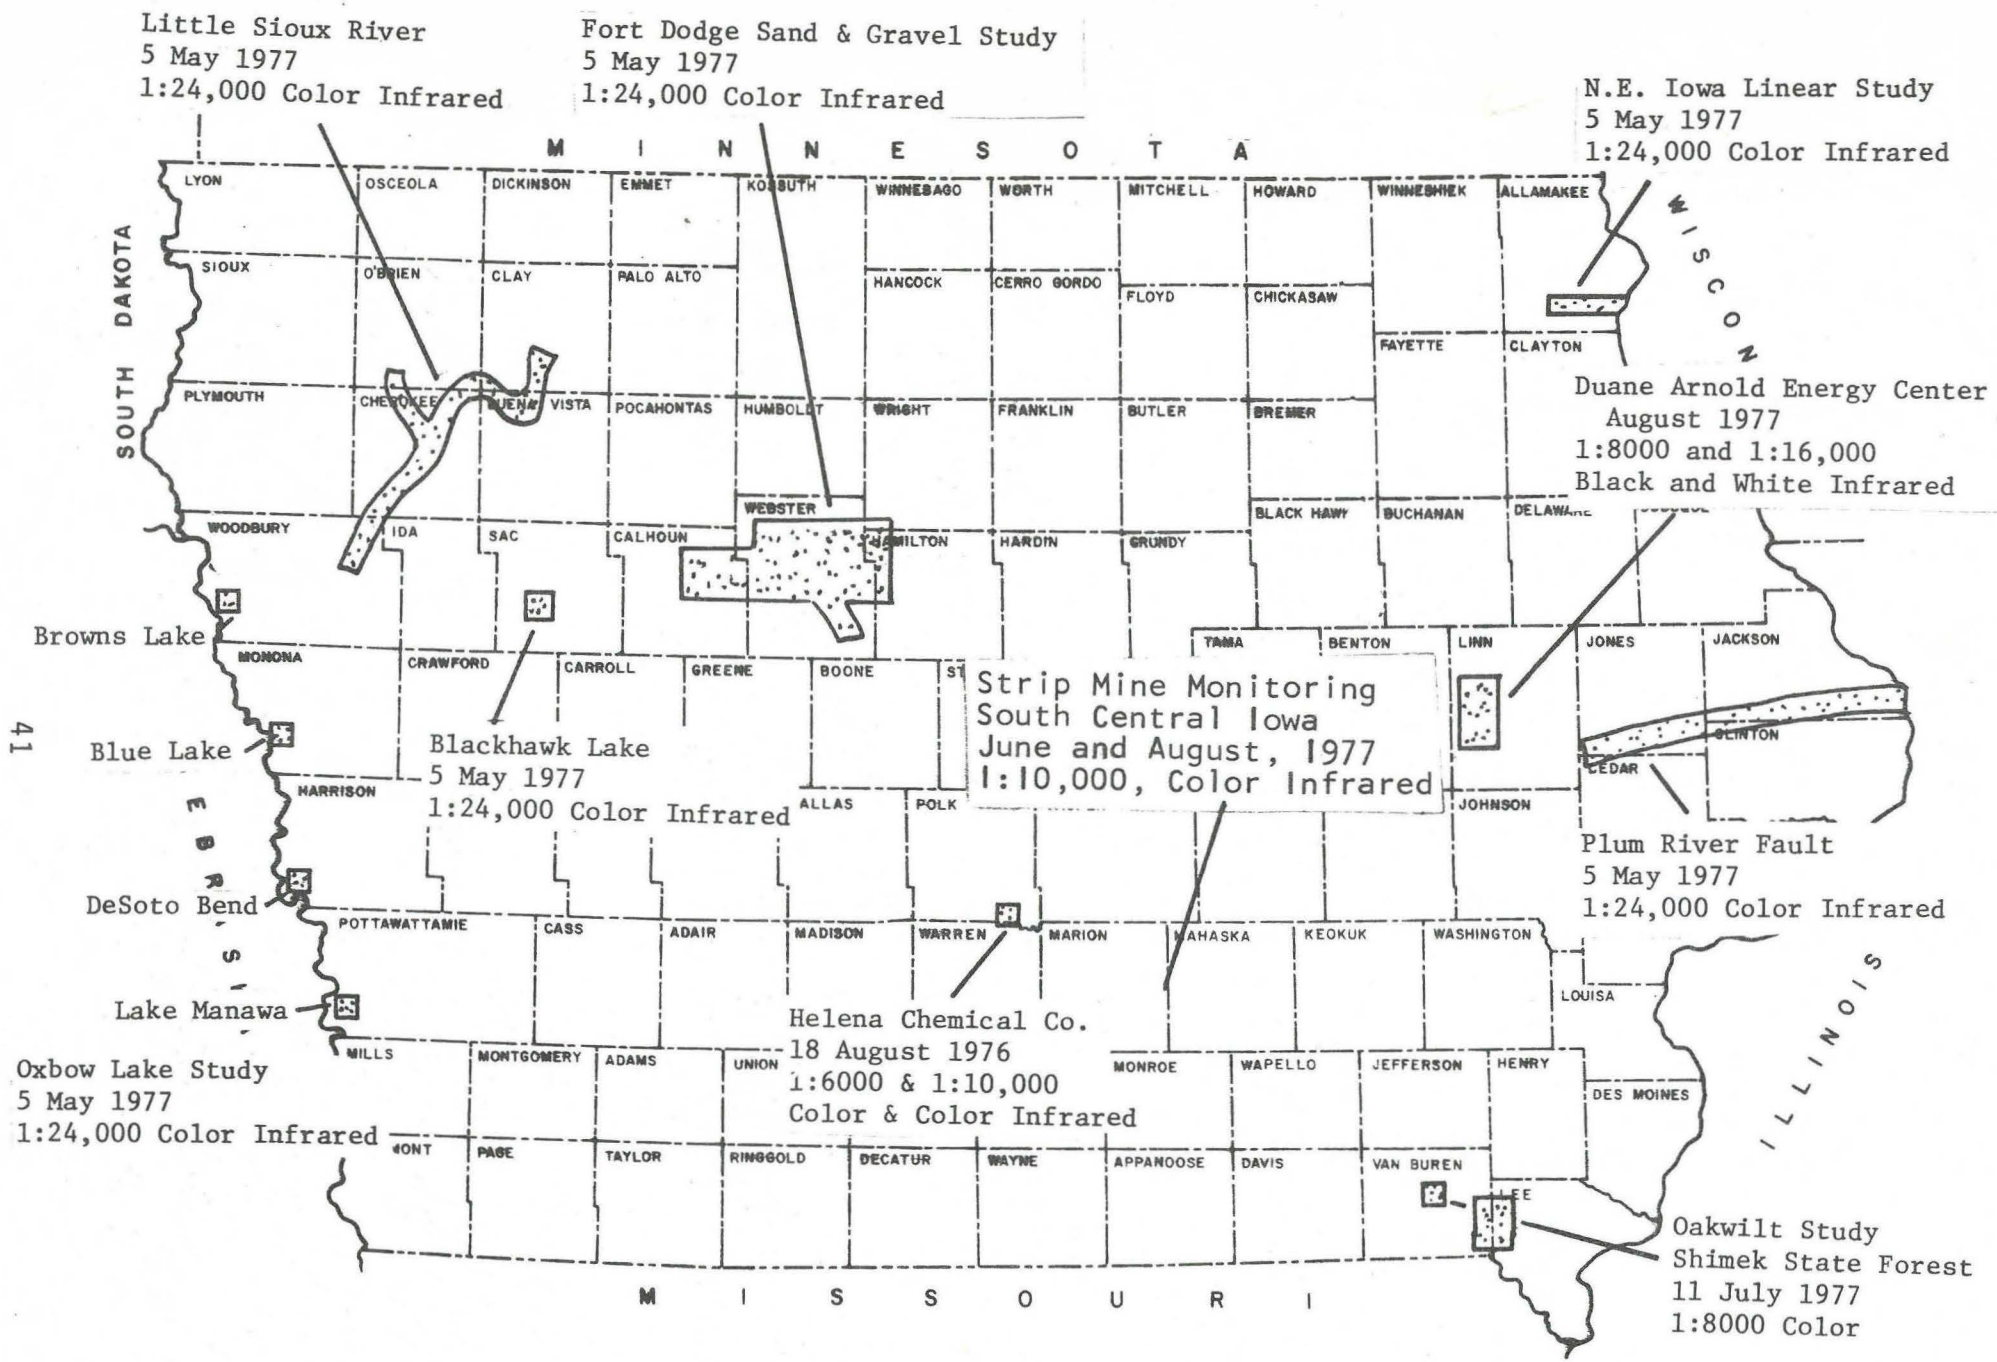 Little Sioux River
5 May 1977
1:24,000 Color Infrared
Fort Dodge Sand & Gravel Study
5 May 1977
1:24,000 Color Infrared
N.E. Iowa Linear Study
5 May 1977
1:24,000 Color Infrared
MINNESOTA
WISCON
SOUTH DAKOTA
LYON
OSCEOLA
DICKINSON
EMMET
KOSSUTH
WINNEBAGO
WORTH
MITCHELL
HOWARD
WINNESHIEK
ALLAMAKEE
SIOUX
O'BRIEN
CLAY
PALO ALTO
HANCOCK
CERRO GORDO
FLOYD
CHICKASAW
FAYETTE
CLAYTON
PLYMOUTH
CHEROKEE
BUENA VISTA
POCAHONTAS
HUMBOLDT
WRIGHT
FRANKLIN
BUTLER
BREMER
Duane Arnold Energy Center
August 1977
1:8000 and 1:16,000
Black and White Infrared
WOODBURY
IDA
SAC
CALHOUN
WEBSTER
HAMILTON
HARDIN
GRUNDY
BLACK HAWK
BUCHANAN
DELAWARE
Browns Lake
MONONA
CRAWFORD
CARROLL
GREENE
BOONE
ST
TAMA
BENTON
LINN
JONES
JACKSON
Strip Mine Monitoring
South Central Iowa
June and August, 1977
1:10,000, Color Infrared
CLINTON
CEDAR
41
Blue Lake
Blackhawk Lake
5 May 1977
1:24,000 Color Infrared
HARRISON
ALLAS
POLK
JOHNSON
Plum River Fault
5 May 1977
1:24,000 Color Infrared
EBR S
DeSoto Bend
POTTAWATTAMIE
CASS
ADAIR
MADISON
WARREN
MARION
MAHASKA
KEOKUK
WASHINGTON
LOUISA
ILLINOIS
Lake Manawa
Helena Chemical Co.
18 August 1976
1:6000 & 1:10,000
Color & Color Infrared
Oxbow Lake Study
5 May 1977
1:24,000 Color Infrared
MILLS
MONTGOMERY
ADAMS
UNION
MONROE
WAPELLO
JEFFERSON
HENRY
DES MOINES
MONT
PAGE
TAYLOR
RINGGOLD
DECATUR
WAYNE
APPANOOSE
DAVIS
VAN BUREN
LEE
Oakwilt Study
Shimek State Forest
11 July 1977
1:8000 Color
MISSOURI